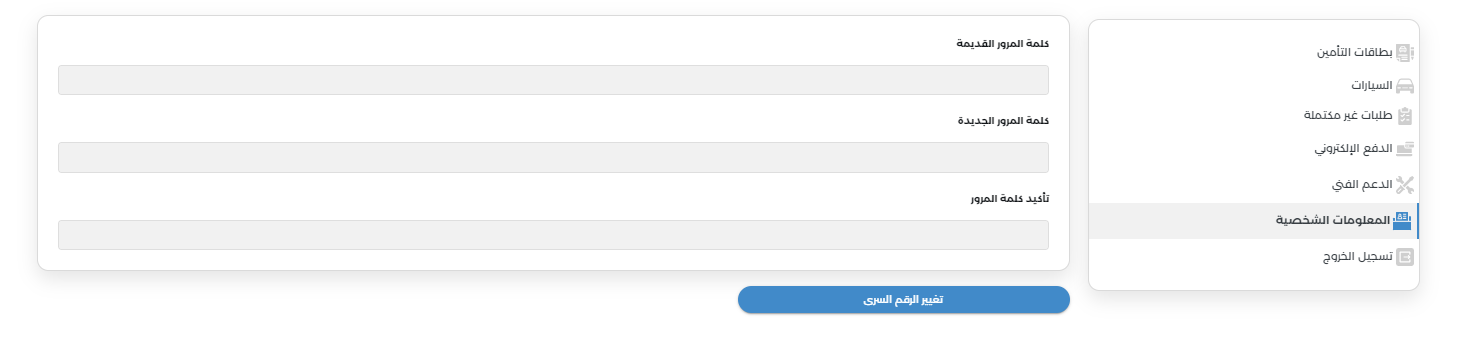 بطاقات التأمين
السيارات
طلبات غير مكتملة
الدفع الإلكتروني
الدعم الفني
المعلومات الشخصية
تسجيل الخروج
كلمة المرور القديمة
كلمة المرور الجديدة
تأكيد كلمة المرور
تغيير الرقم السرى